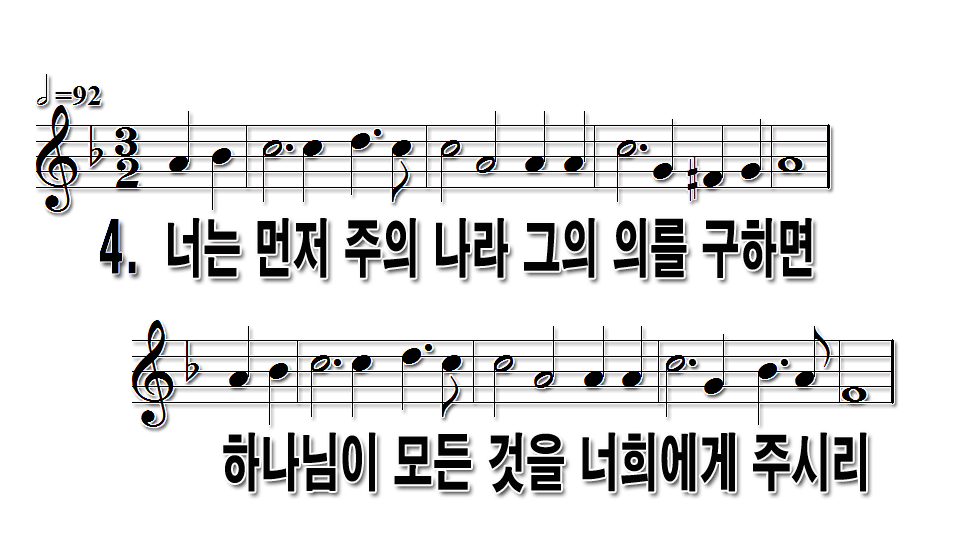 =92
4. 너는 먼저 주의 나라 그의 의를 구하면
하나님이 모든 것을 너희에게 주시리